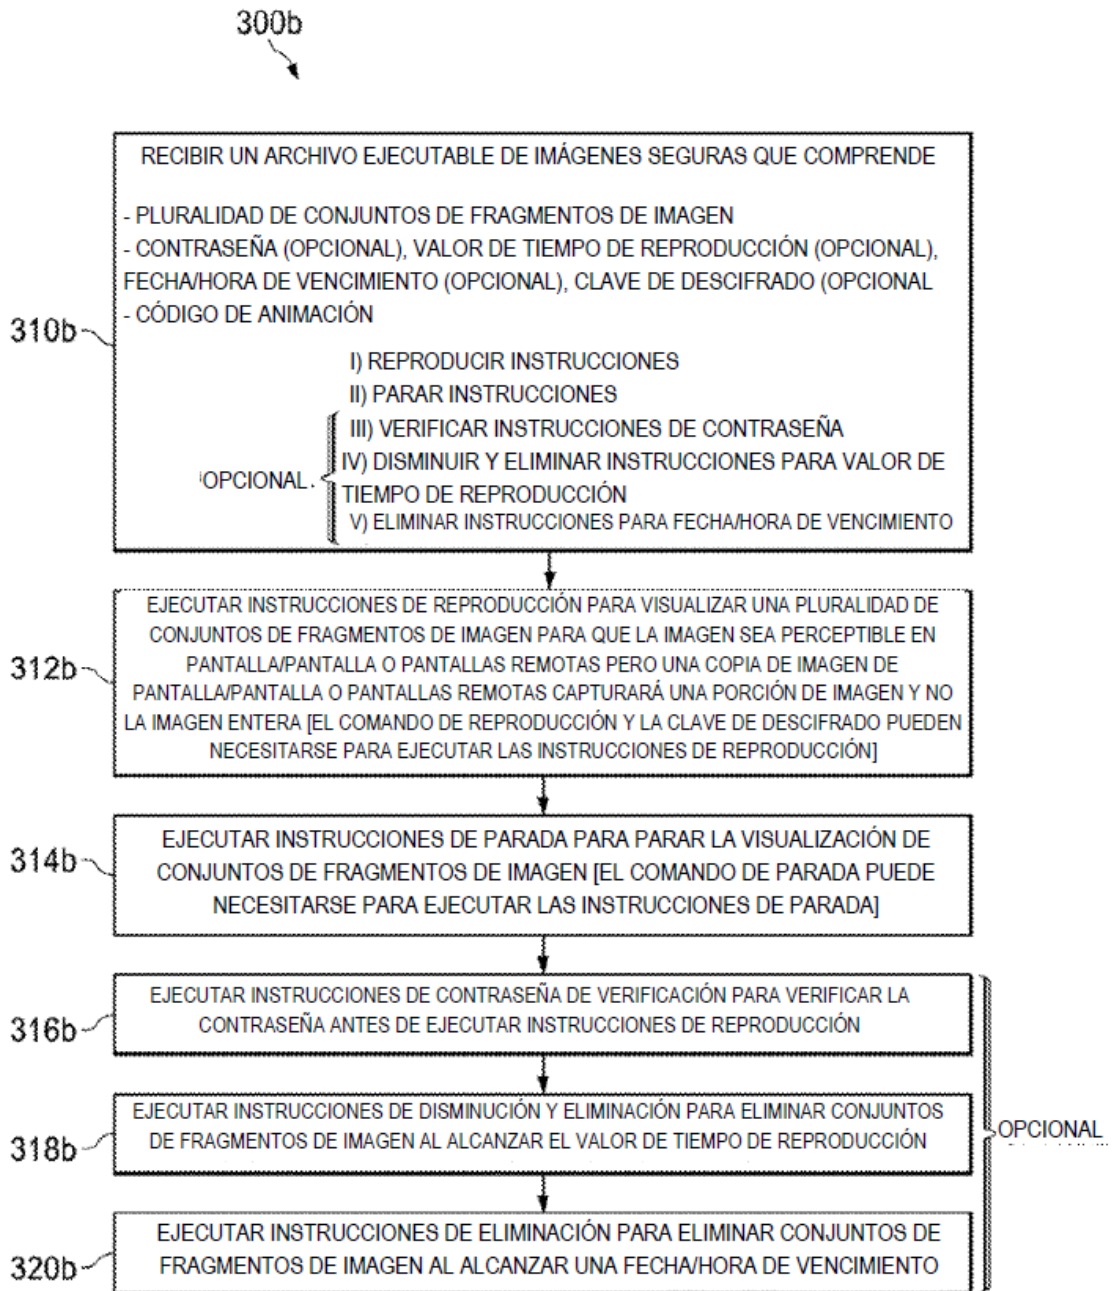 300b
RECIBIR UN ARCHIVO EJECUTABLE DE IMÁGENES SEGURAS QUE COMPRENDE
- PLURALIDAD DE CONJUNTOS DE FRAGMENTOS DE IMAGEN
- CONTRASEÑA (OPCIONAL), VALOR DE TIEMPO DE REPRODUCCIÓN (OPCIONAL),
FECHA/HORA DE VENCIMIENTO (OPCIONAL), CLAVE DE DESCIFRADO (OPCIONAL
- CÓDIGO DE ANIMACIÓN
310b
I) REPRODUCIR INSTRUCCIONES
II) PARAR INSTRUCCIONES
III) VERIFICAR INSTRUCCIONES DE CONTRASEÑA
IV) DISMINUIR Y ELIMINAR INSTRUCCIONES PARA VALOR DE
OPCIONAL.
TIEMPO DE REPRODUCCIÓN
V) ELIMINAR INSTRUCCIONES PARA FECHA/HORA DE VENCIMIENTO
EJECUTAR INSTRUCCIONES DE REPRODUCCIÓN PARA VISUALIZAR UNA PLURALIDAD DE
CONJUNTOS DE FRAGMENTOS DE IMAGEN PARA QUE LA IMAGEN SEA PERCEPTIBLE EN
312b
PANTALLA/PANTALLA O PANTALLAS REMOTAS PERO UNA COPIA DE IMAGEN DE
PANTALLA/PANTALLA O PANTALLAS REMOTAS CAPTURARÁ UNA PORCIÓN DE IMAGEN Y NO
LA IMAGEN ENTERA [EL COMANDO DE REPRODUCCIÓN Y LA CLAVE DE DESCIFRADO PUEDEN
NECESITARSE PARA EJECUTAR LAS INSTRUCCIONES DE REPRODUCCIÓN]
EJECUTAR INSTRUCCIONES DE PARADA PARA PARAR LA VISUALIZACIÓN DE
314b
CONJUNTOS DE FRAGMENTOS DE IMAGEN [EL COMANDO DE PARADA PUEDE
NECESITARSE PARA EJECUTAR LAS INSTRUCCIONES DE PARADA]
EJECUTAR INSTRUCCIONES DE CONTRASEÑA DE VERIFICACIÓN PARA VERIFICAR LA
316b
CONTRASEÑA ANTES DE EJECUTAR INSTRUCCIONES DE REPRODUCCIÓN
EJECUTAR INSTRUCCIONES DE DISMINUCIÓN Y ELIMINACIÓN PARA ELIMINAR CONJUNTOS
318b
DE FRAGMENTOS DE IMAGEN AL ALCANZAR EL VALOR DE TIEMPO DE REPRODUCCIÓN
OPCIONAL
EJECUTAR INSTRUCCIONES DE ELIMINACIÓN PARA ELIMINAR CONJUNTOS DE
320b
FRAGMENTOS DE IMAGEN AL ALCANZAR UNA FECHA/HORA DE VENCIMIENTO